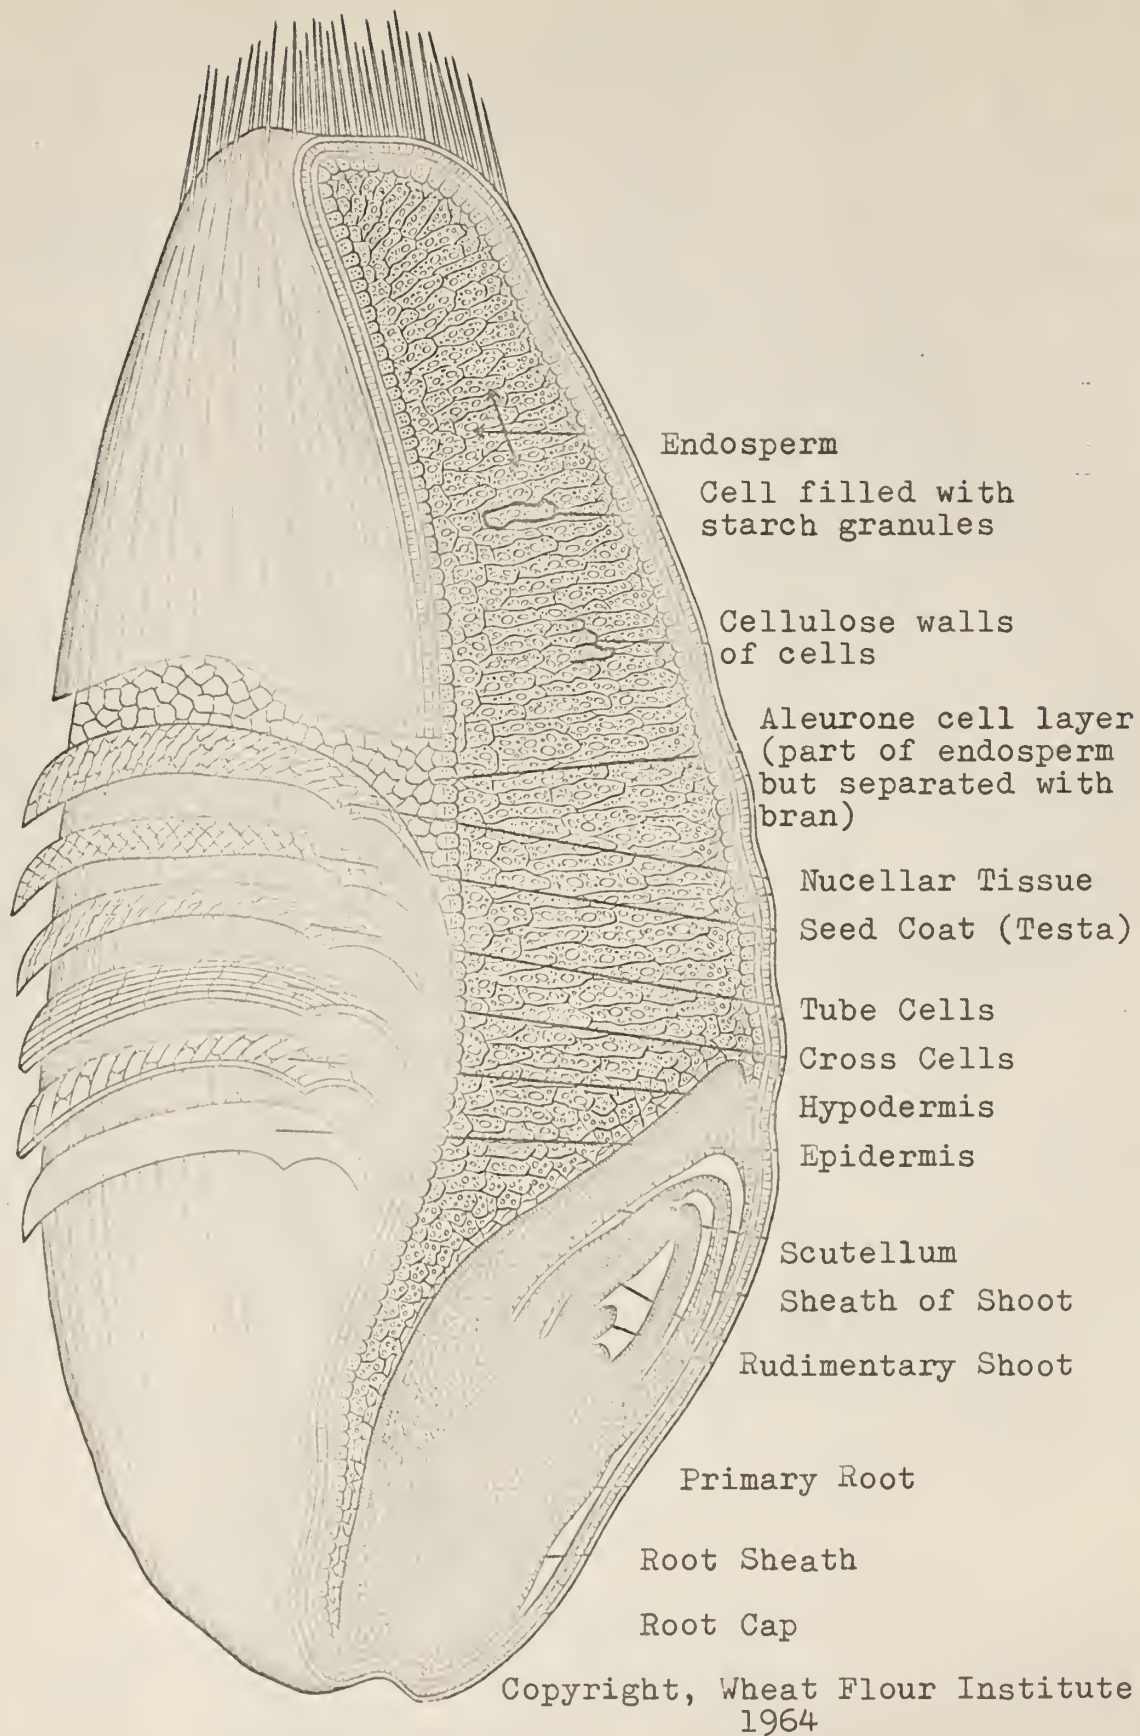 Endosperm
Cell filled with
starch granules
Cellulose walls
of cells
Aleurone cell layer
(part of endosperm
but separated with
bran)
Nucellar Tissue
Seed Coat (Testa)
Tube Cells
Cross Cells
Hypodermis
Epidermis
Scutellum
Sheath of Shoot
Rudimentary Shoot
Primary Root
Root Sheath
Root Cap
Copyright, Wheat Flour Institute
1964